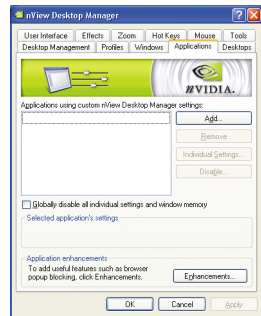 nView Desktop Manager
User Interface Effects Zoom Hot Keys Mouse Tools
Desktop Management Profiles Windows Applications Desktops
NVIDIA.
Applications using custom nView Desktop Manager settings:
Add...
Remove
Individual Settings...
Disable...
Globally disable all individual settings and window memory
Selected application's settings
Application enhancements
To add useful features such as browser
popup blocking, click Enhancements.
Enhancements...
OK Cancel Apply